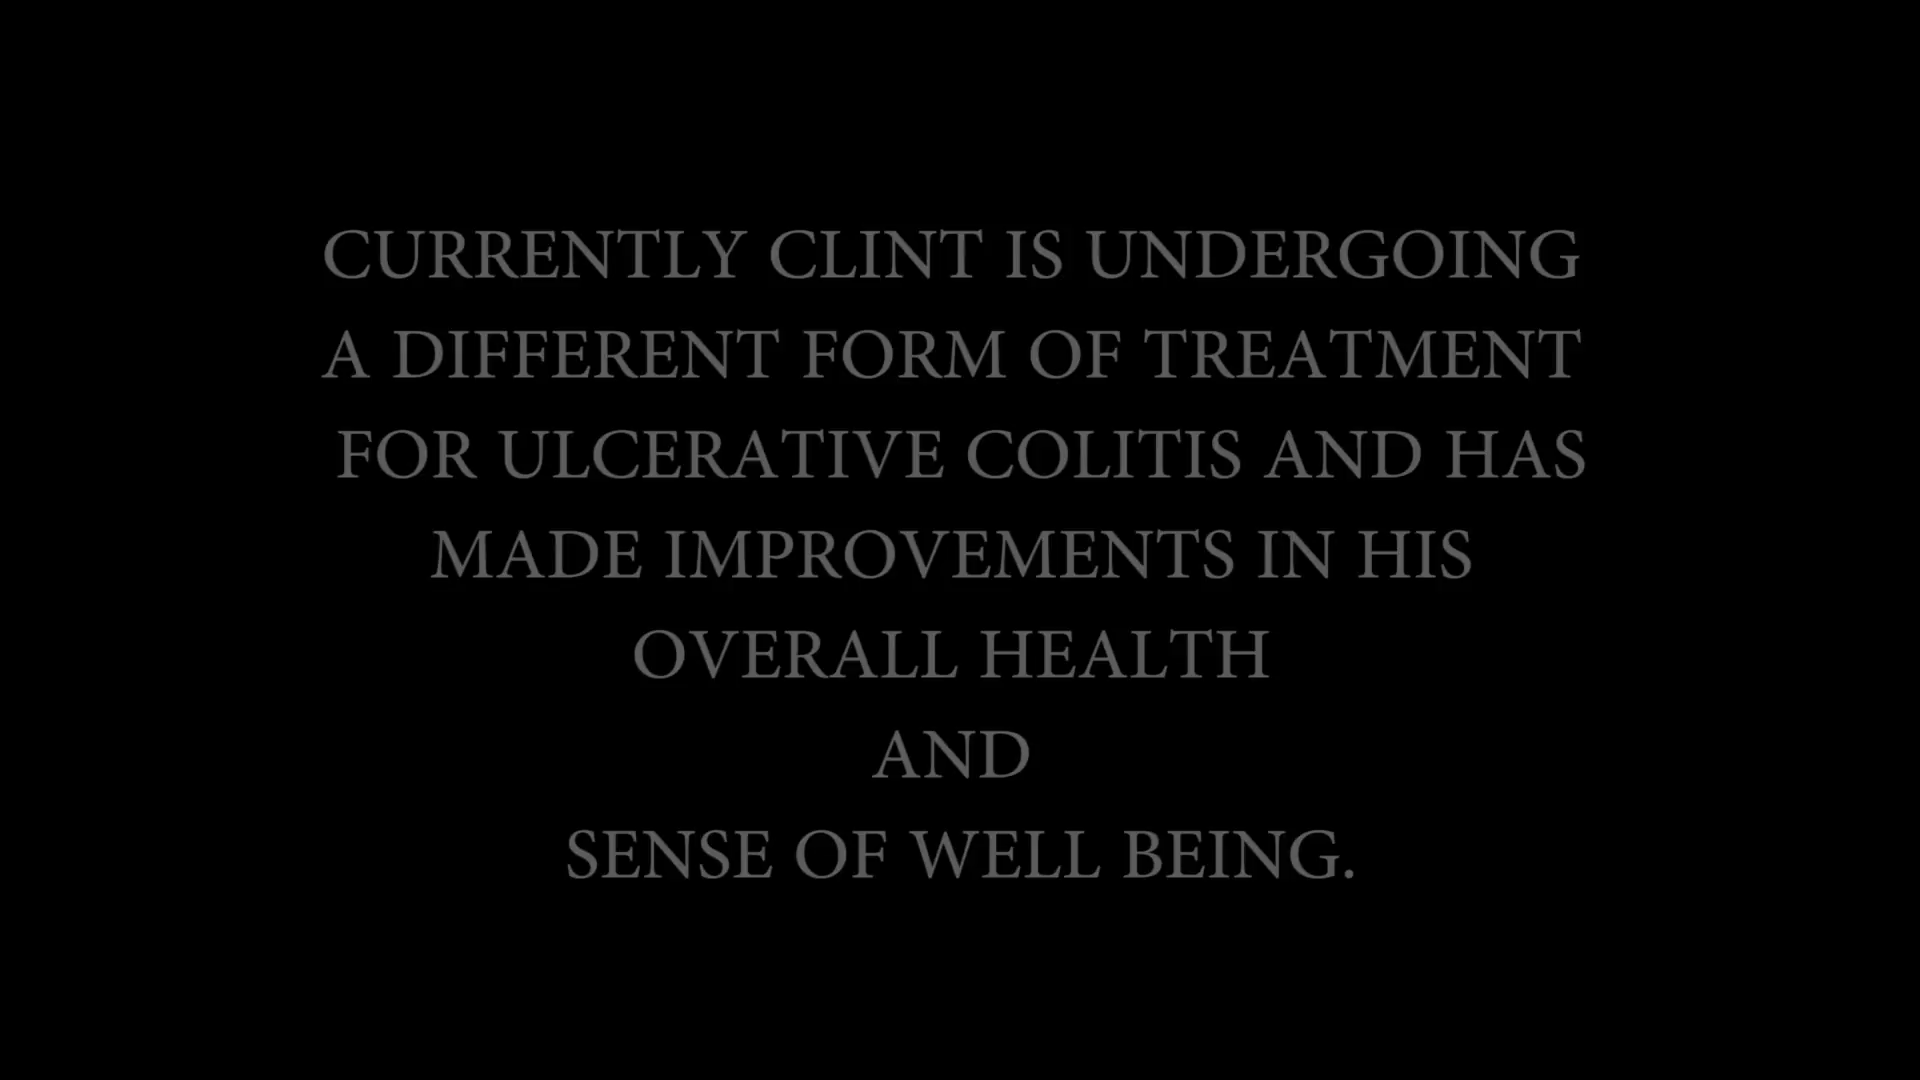 CURRENTLY CLINT IS UNDERGOING
A DIFFERENT FORM OF TREATMENT
FOR ULCERATIVE COLITIS AND HAS
MADE IMPROVEMENTS IN HIS
OVERALL HEALTH
AND
SENSE OF WELL BEING.